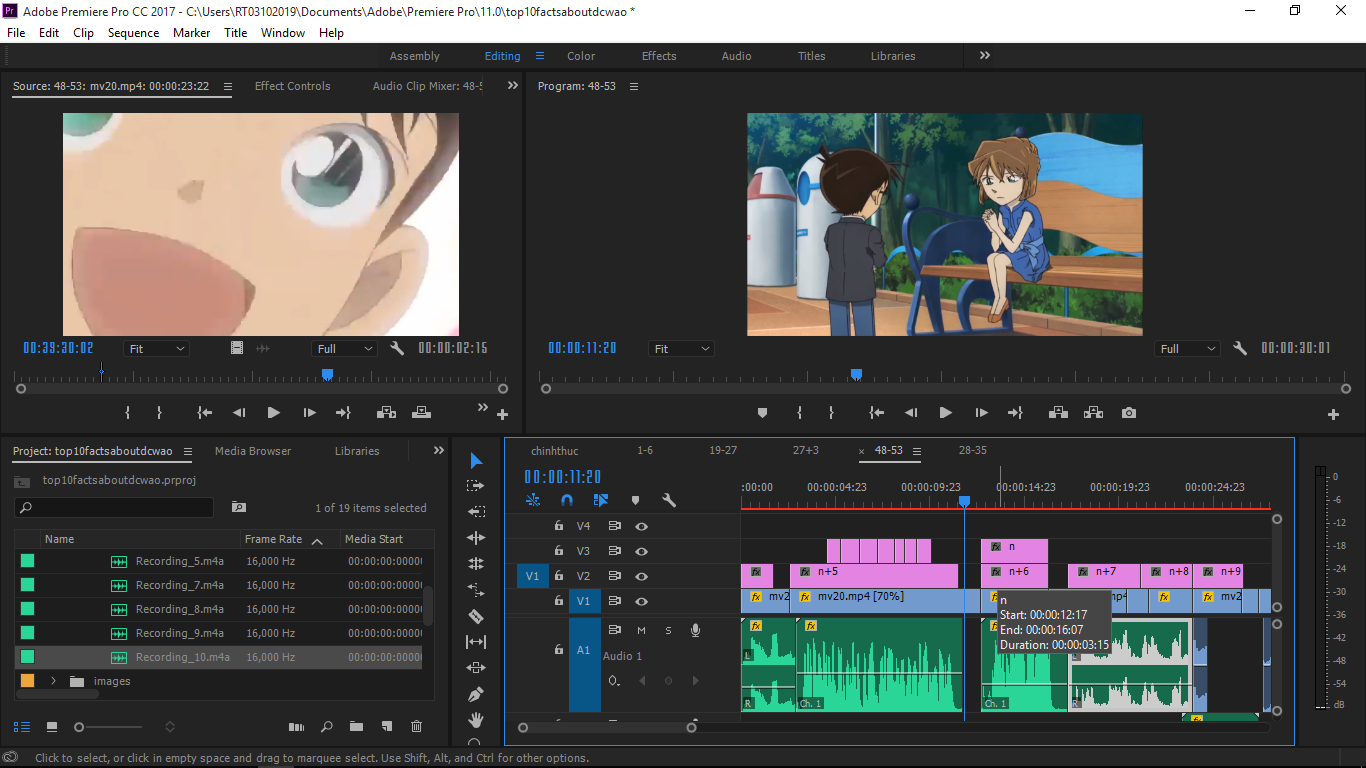 Pr Adobe Premiere Pro CC 2017 - C:\Users\RT03102019\Documents\Adobe\Premiere Pro\11.0\top10factsaboutdcwao *
File Edit Clip Sequence Marker Title Window Help
Assembly Editing Color Effects Audio Titles Libraries
Source: 48-53: mv20.mp4: 00:00:23:22 Effect Controls Audio Clip Mixer: 48-5
Program: 48-53
00:39:30:02 Fit Full 00:00:02:15
00:00:11:20 Fit Full 00:00:30:01
Project: top10factsaboutdcwao Media Browser Libraries
top10factsaboutdcwao.prproj
1 of 19 items selected
Name Frame Rate Media Start
Recording_5.m4a 16,000 Hz 00:00:00:0000
Recording_7.m4a 16,000 Hz 00:00:00:0000
Recording_8.m4a 16,000 Hz 00:00:00:0000
Recording_9.m4a 16,000 Hz 00:00:00:0000
Recording_10.m4a 16,000 Hz 00:00:00:0000
images
chinhthuc 1-6 19-27 27+3 × 48-53 28-35
00:00:11:20
:00:00 00:00:04:23 00:00:09:23 00:00:14:23 00:00:19:23 00:00:24:23
V4
V3 fx n
V1 V2 fx fx n+5 fx n+6 fx n+7 fx n+8 fx n+9
V1 fx mv2 fx mv20.mp4 [70%] fx mp4 fx fx mv2
n
Start: 00:00:12:17
End: 00:00:16:07
Duration: 00:00:03:15
A1 M S
Audio 1
fx fx fx
L L
R Ch. 1 Ch. 1 R
fx
0
-6
-12
-18
-24
-30
-36
-42
-48
-54
dB
Click to select, or click in empty space and drag to marquee select. Use Shift, Alt, and Ctrl for other options.